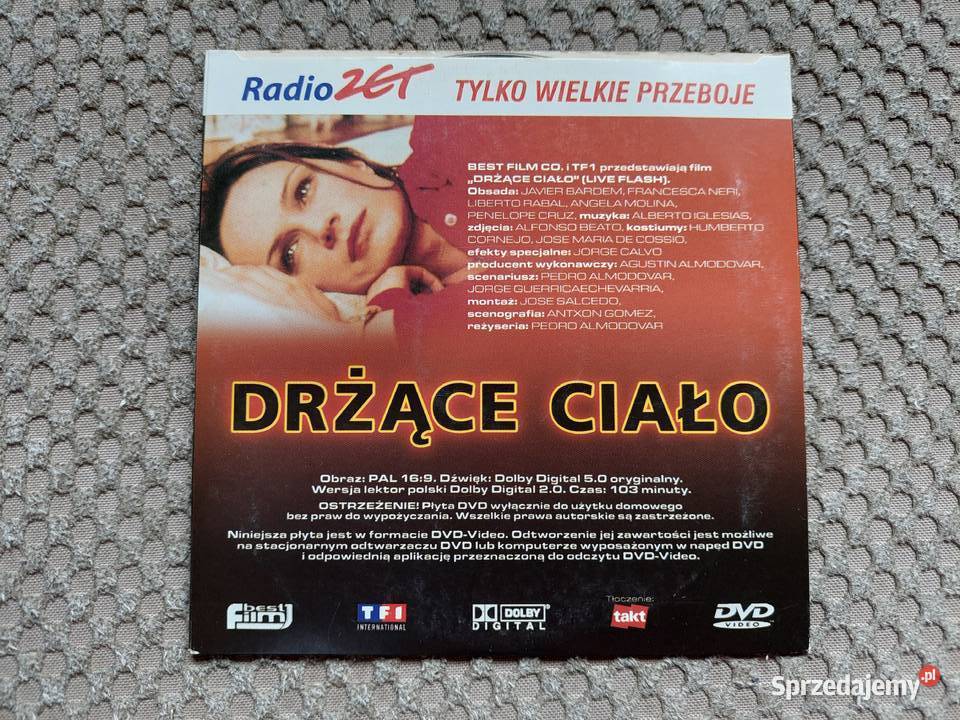 Radio ZET TYLKO WIELKIE PRZEBOJE
BEST FILM CO. i TF1 przedstawiają film
„DRŻĄCE CIAŁO” (LIVE FLASH).
Obsada: JAVIER BARDEM, FRANCESCA NERI,
LIBERTO RABAL, ANGELA MOLINA,
PENELOPE CRUZ, muzyka: ALBERTO IGLESIAS,
zdjęcia: ALFONSO BEATO, kostiumy: HUMBERTO
CORNEJO, JOSE MARIA DE COSSIO,
efekty specjalne: JORGE CALVO
producent wykonawczy: AGUSTIN ALMODOVAR,
scenariusz: PEDRO ALMODOVAR,
JORGE GUERRICAECHEVARRIA,
montaż: JOSE SALCEDO,
scenografia: ANTXON GOMEZ,
reżyseria: PEDRO ALMODOVAR
DRŻĄCE CIAŁO
Obraz: PAL 16:9. Dźwięk: Dolby Digital 5.0 oryginalny.
Wersja lektor polski Dolby Digital 2.0. Czas: 103 minuty.
OSTRZEŻENIE! Płyta DVD wyłącznie do użytku domowego
bez praw do wypożyczania. Wszelkie prawa autorskie są zastrzeżone.
Niniejsza płyta jest w formacie DVD-Video. Odtworzenie jej zawartości jest możliwe
na stacjonarnym odtwarzaczu DVD lub komputerze wyposażonym w napęd DVD
i odpowiednią aplikację przeznaczoną do odczytu DVD-Video.
Tłoczenie:
best film TF1 INTERNATIONAL DOLBY DIGITAL takt DVD VIDEO
Sprzedajemy.pl